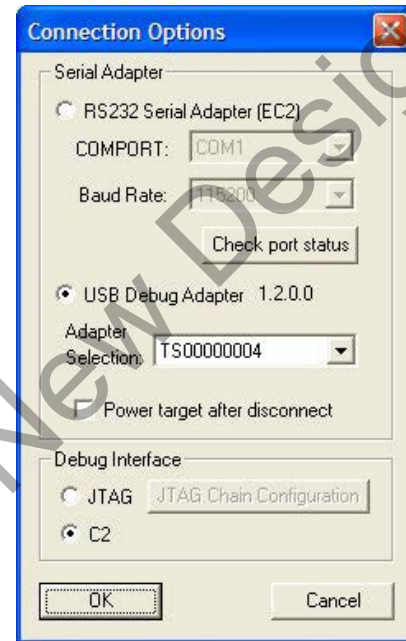 Connection Options
Serial Adapter
RS232 Serial Adapter (EC2)
COMPORT: COM1
Baud Rate: 115200
Check port status
USB Debug Adapter 1.2.0.0
Adapter
Selection: TS00000004
Power target after disconnect
Debug Interface
JTAG JTAG Chain Configuration
C2
OK Cancel
New Desig